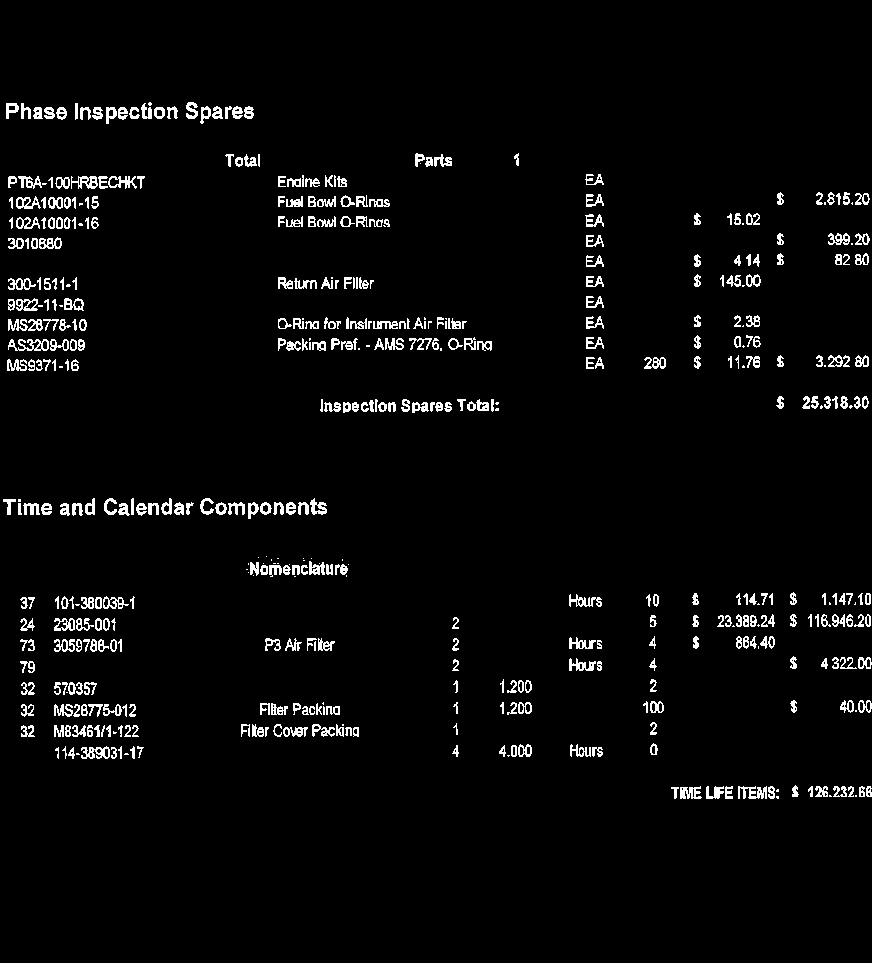 Phase Inspection Spares
Total Parts 1
PT6A-100HRBECHKT Engine Kits EA
102A10001-15 Fuel Bowl O-Rings EA $ 2.815.20
102A10001-16 Fuel Bowl O-Rings EA $ 15.02
3010880 EA $ 399.20
EA $ 4 14 $ 82 80
300-1511-1 Return Air Filter EA $ 145.00
9922-11-BQ EA
MS28778-10 O-Ring for Instrument Air Filter EA $ 2.38
AS3209-009 Packing Pref. - AMS 7276, O-Ring EA $ 0.76
MS9371-16 EA 280 $ 11.76 $ 3.292 80
Inspection Spares Total: $ 25.318.30
Time and Calendar Components
Nomenclature
37 101-380039-1 Hours 10 $ 114.71 $ 1.147.10
24 23085-001 2 5 $ 23.389.24 $ 116.946.20
73 3059786-01 P3 Air Filter 2 Hours 4 $ 864.40
79 2 Hours 4 $ 4 322.00
32 570357 1 1.200 2
32 MS28775-012 Filter Packing 1 1,200 100 $ 40.00
32 M83461/1-122 Filter Cover Packing 1 2
114-389031-17 4 4.000 Hours 0
TIME LIFE ITEMS: $ 126.232.66